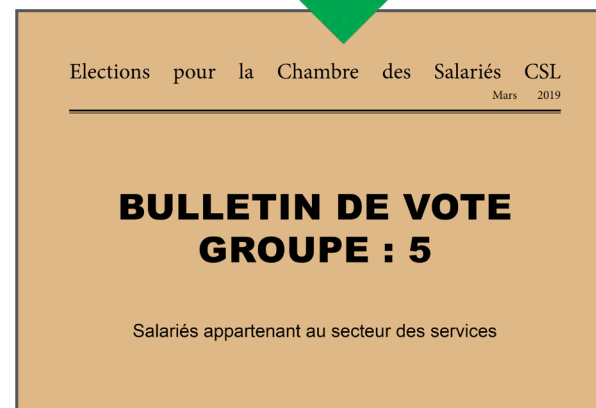 Elections pour la Chambre des Salariés CSL
Mars 2019
BULLETIN DE VOTE
GROUPE : 5
Salariés appartenant au secteur des services